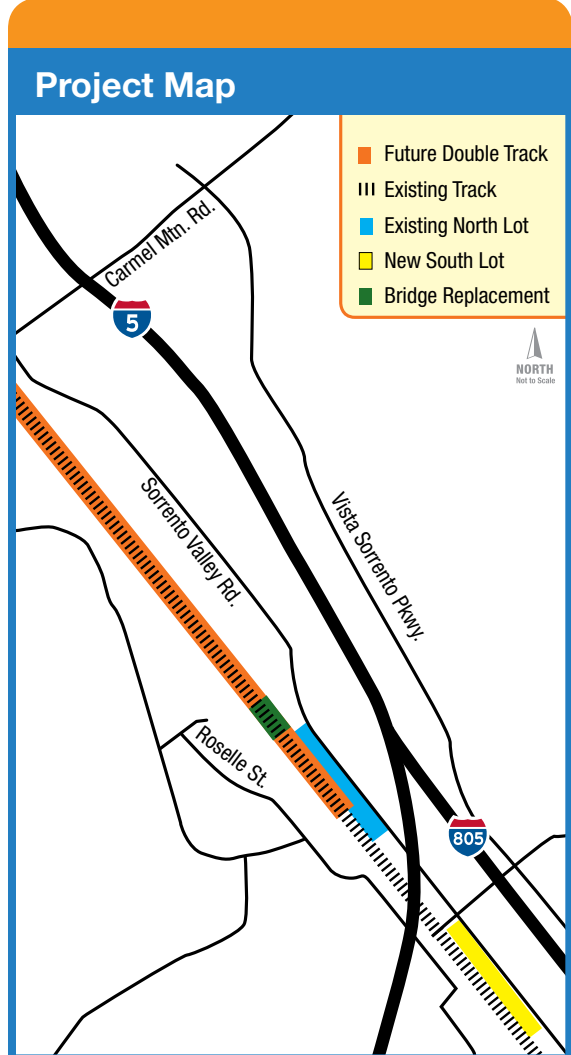 Project Map
Future Double Track
Existing Track
Existing North Lot
New South Lot
Bridge Replacement
NORTH
Not to Scale
Carmel Mtn. Rd.
5
Sorrento Valley Rd.
Vista Sorrento Pkwy.
Roselle St.
805